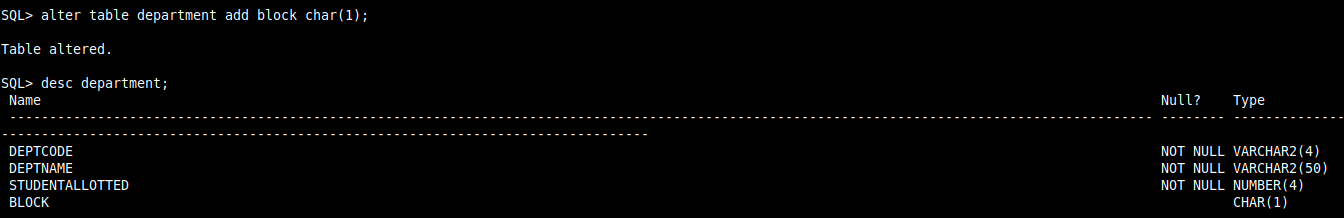 SQL> alter table department add block char(1);
Table altered.
SQL> desc department;
Name Null? Type
----------------------------------------------------------------------------------------------------------------------------------------------- -------- --------------
---------------------------------------------------------------------------------
DEPTCODE NOT NULL VARCHAR2(4)
DEPTNAME NOT NULL VARCHAR2(50)
STUDENTALLOTTED NOT NULL NUMBER(4)
BLOCK CHAR(1)